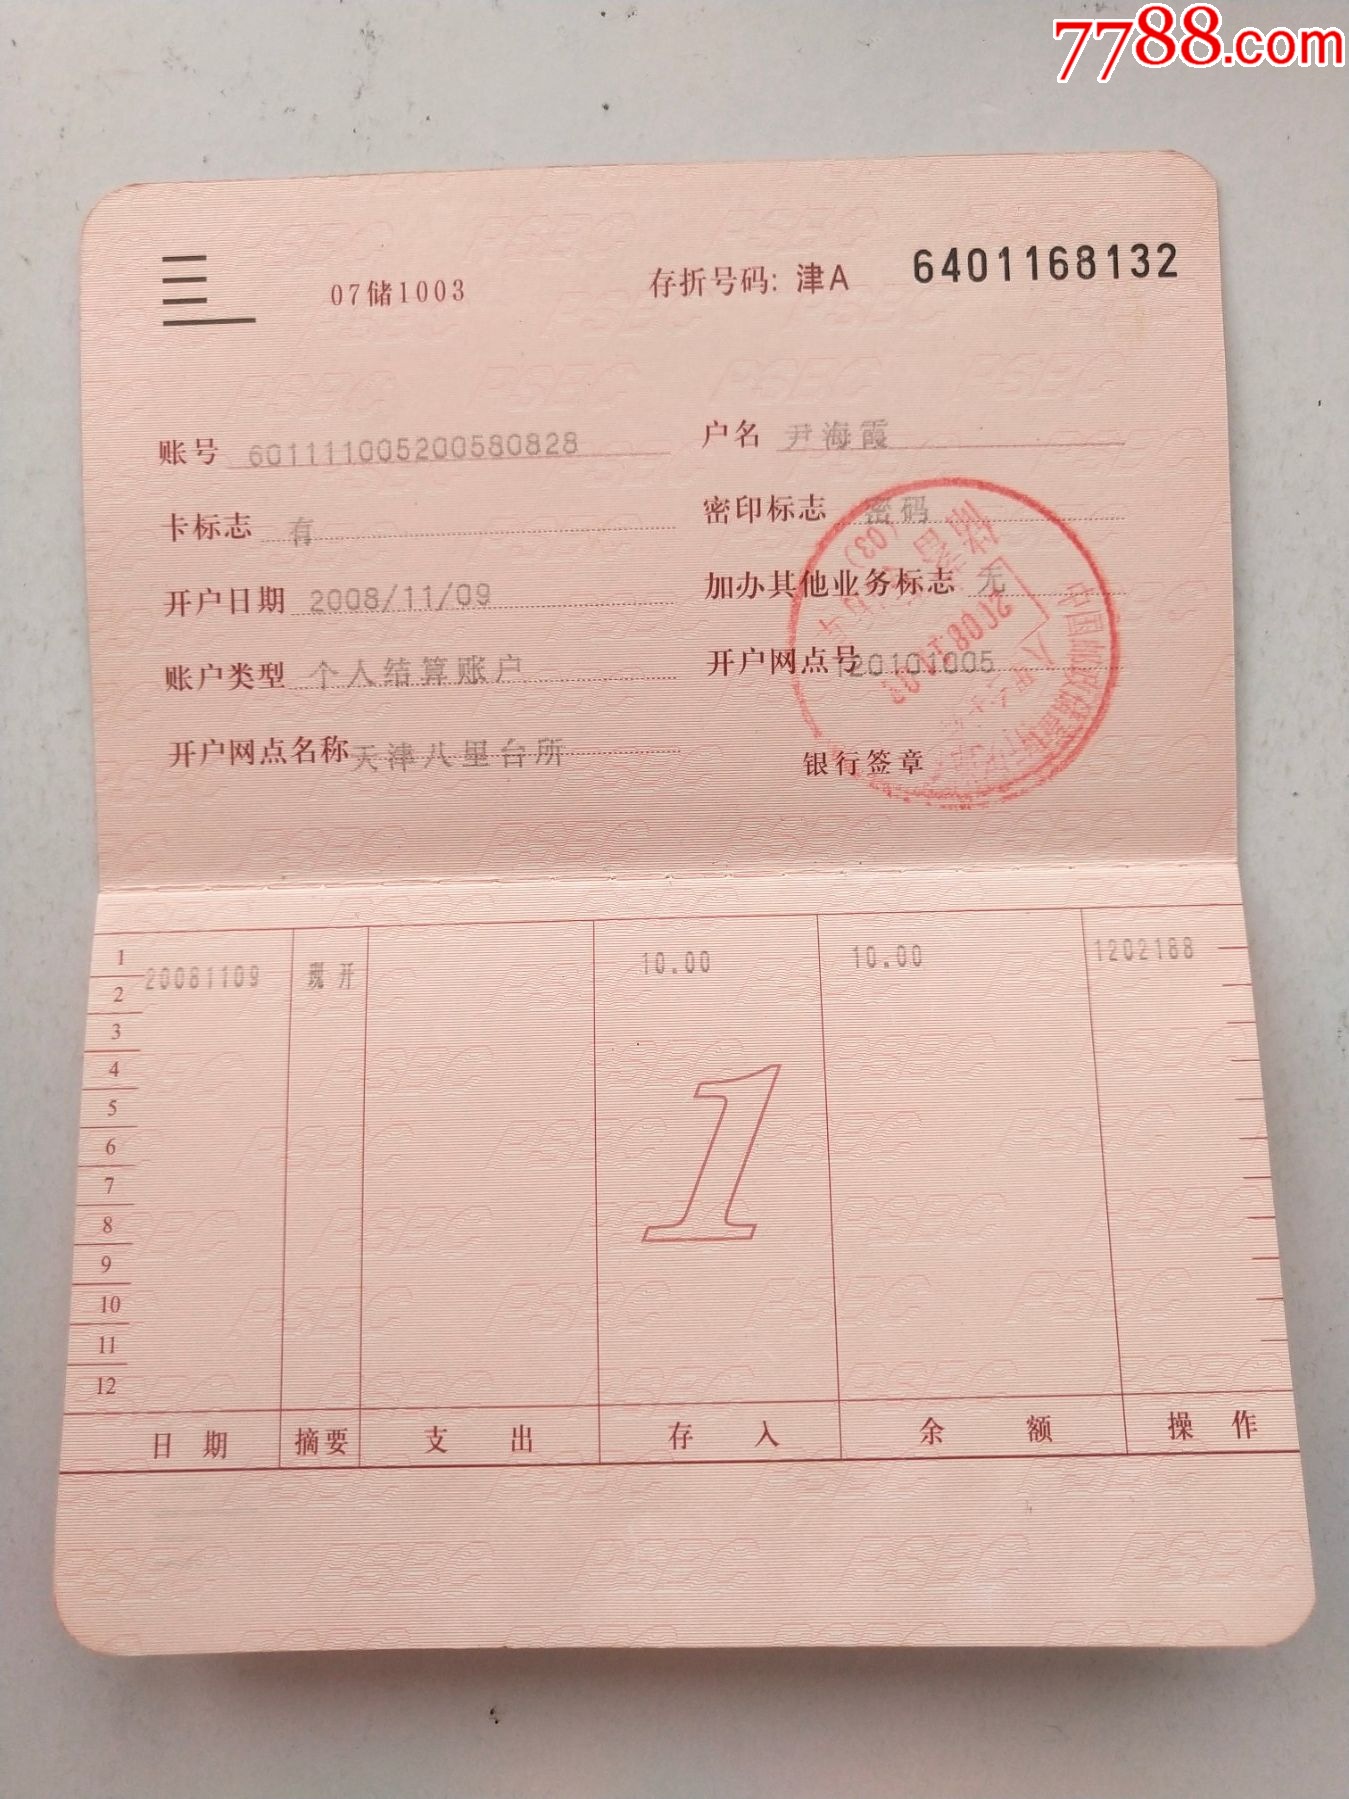 7788.com
07储1003 存折号码: 津A 6401168132
账号 601111005200580828 户名 尹海霞
卡标志 有 密印标志 密码
开户日期 2008/11/09 加办其他业务标志 无
账户类型 个人结算账户 开户网点号 20101005
开户网点名称 天津八里台所 银行签章
1
2 20081109 现开 10.00 10.00 1202188
3
4
5
6
7
8
9
10
11
12
1
日期 摘要 支出 存入 余额 操作